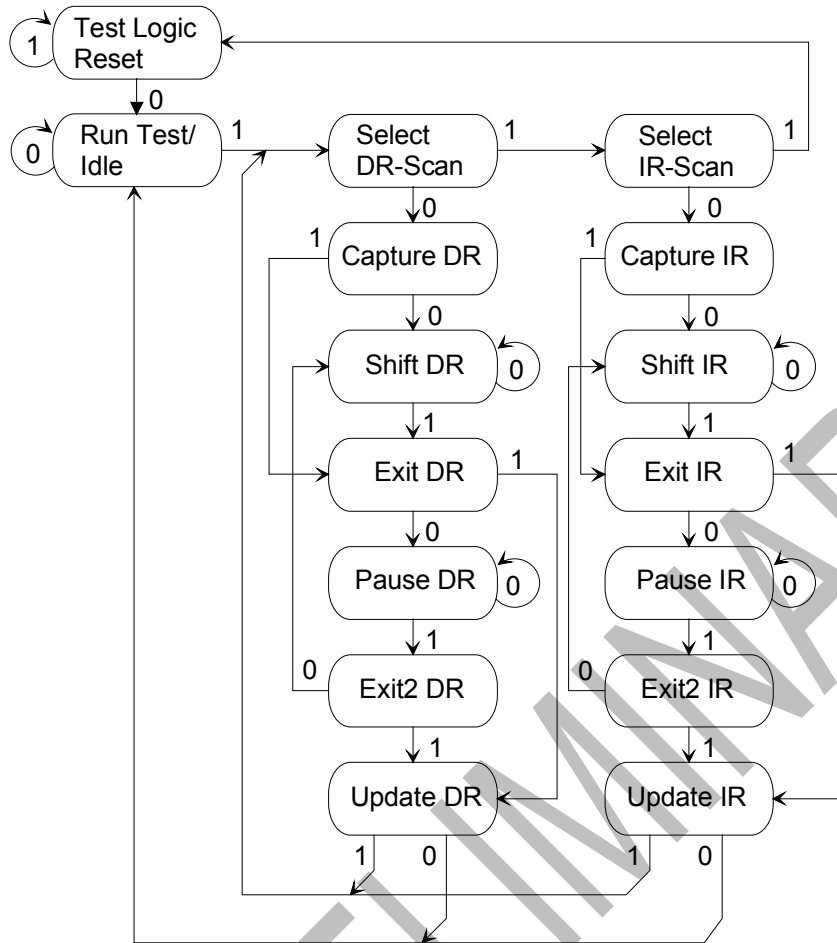 Test Logic
Reset
1
0
Run Test/
Idle
0
1
Select
DR-Scan
1
Select
IR-Scan
1
0
0
1
Capture DR
1
Capture IR
0
0
Shift DR
0
Shift IR
0
1
1
Exit DR
1
Exit IR
1
0
0
Pause DR
0
Pause IR
0
1
1
0
Exit2 DR
0
Exit2 IR
1
1
Update DR
Update IR
1
0
1
0